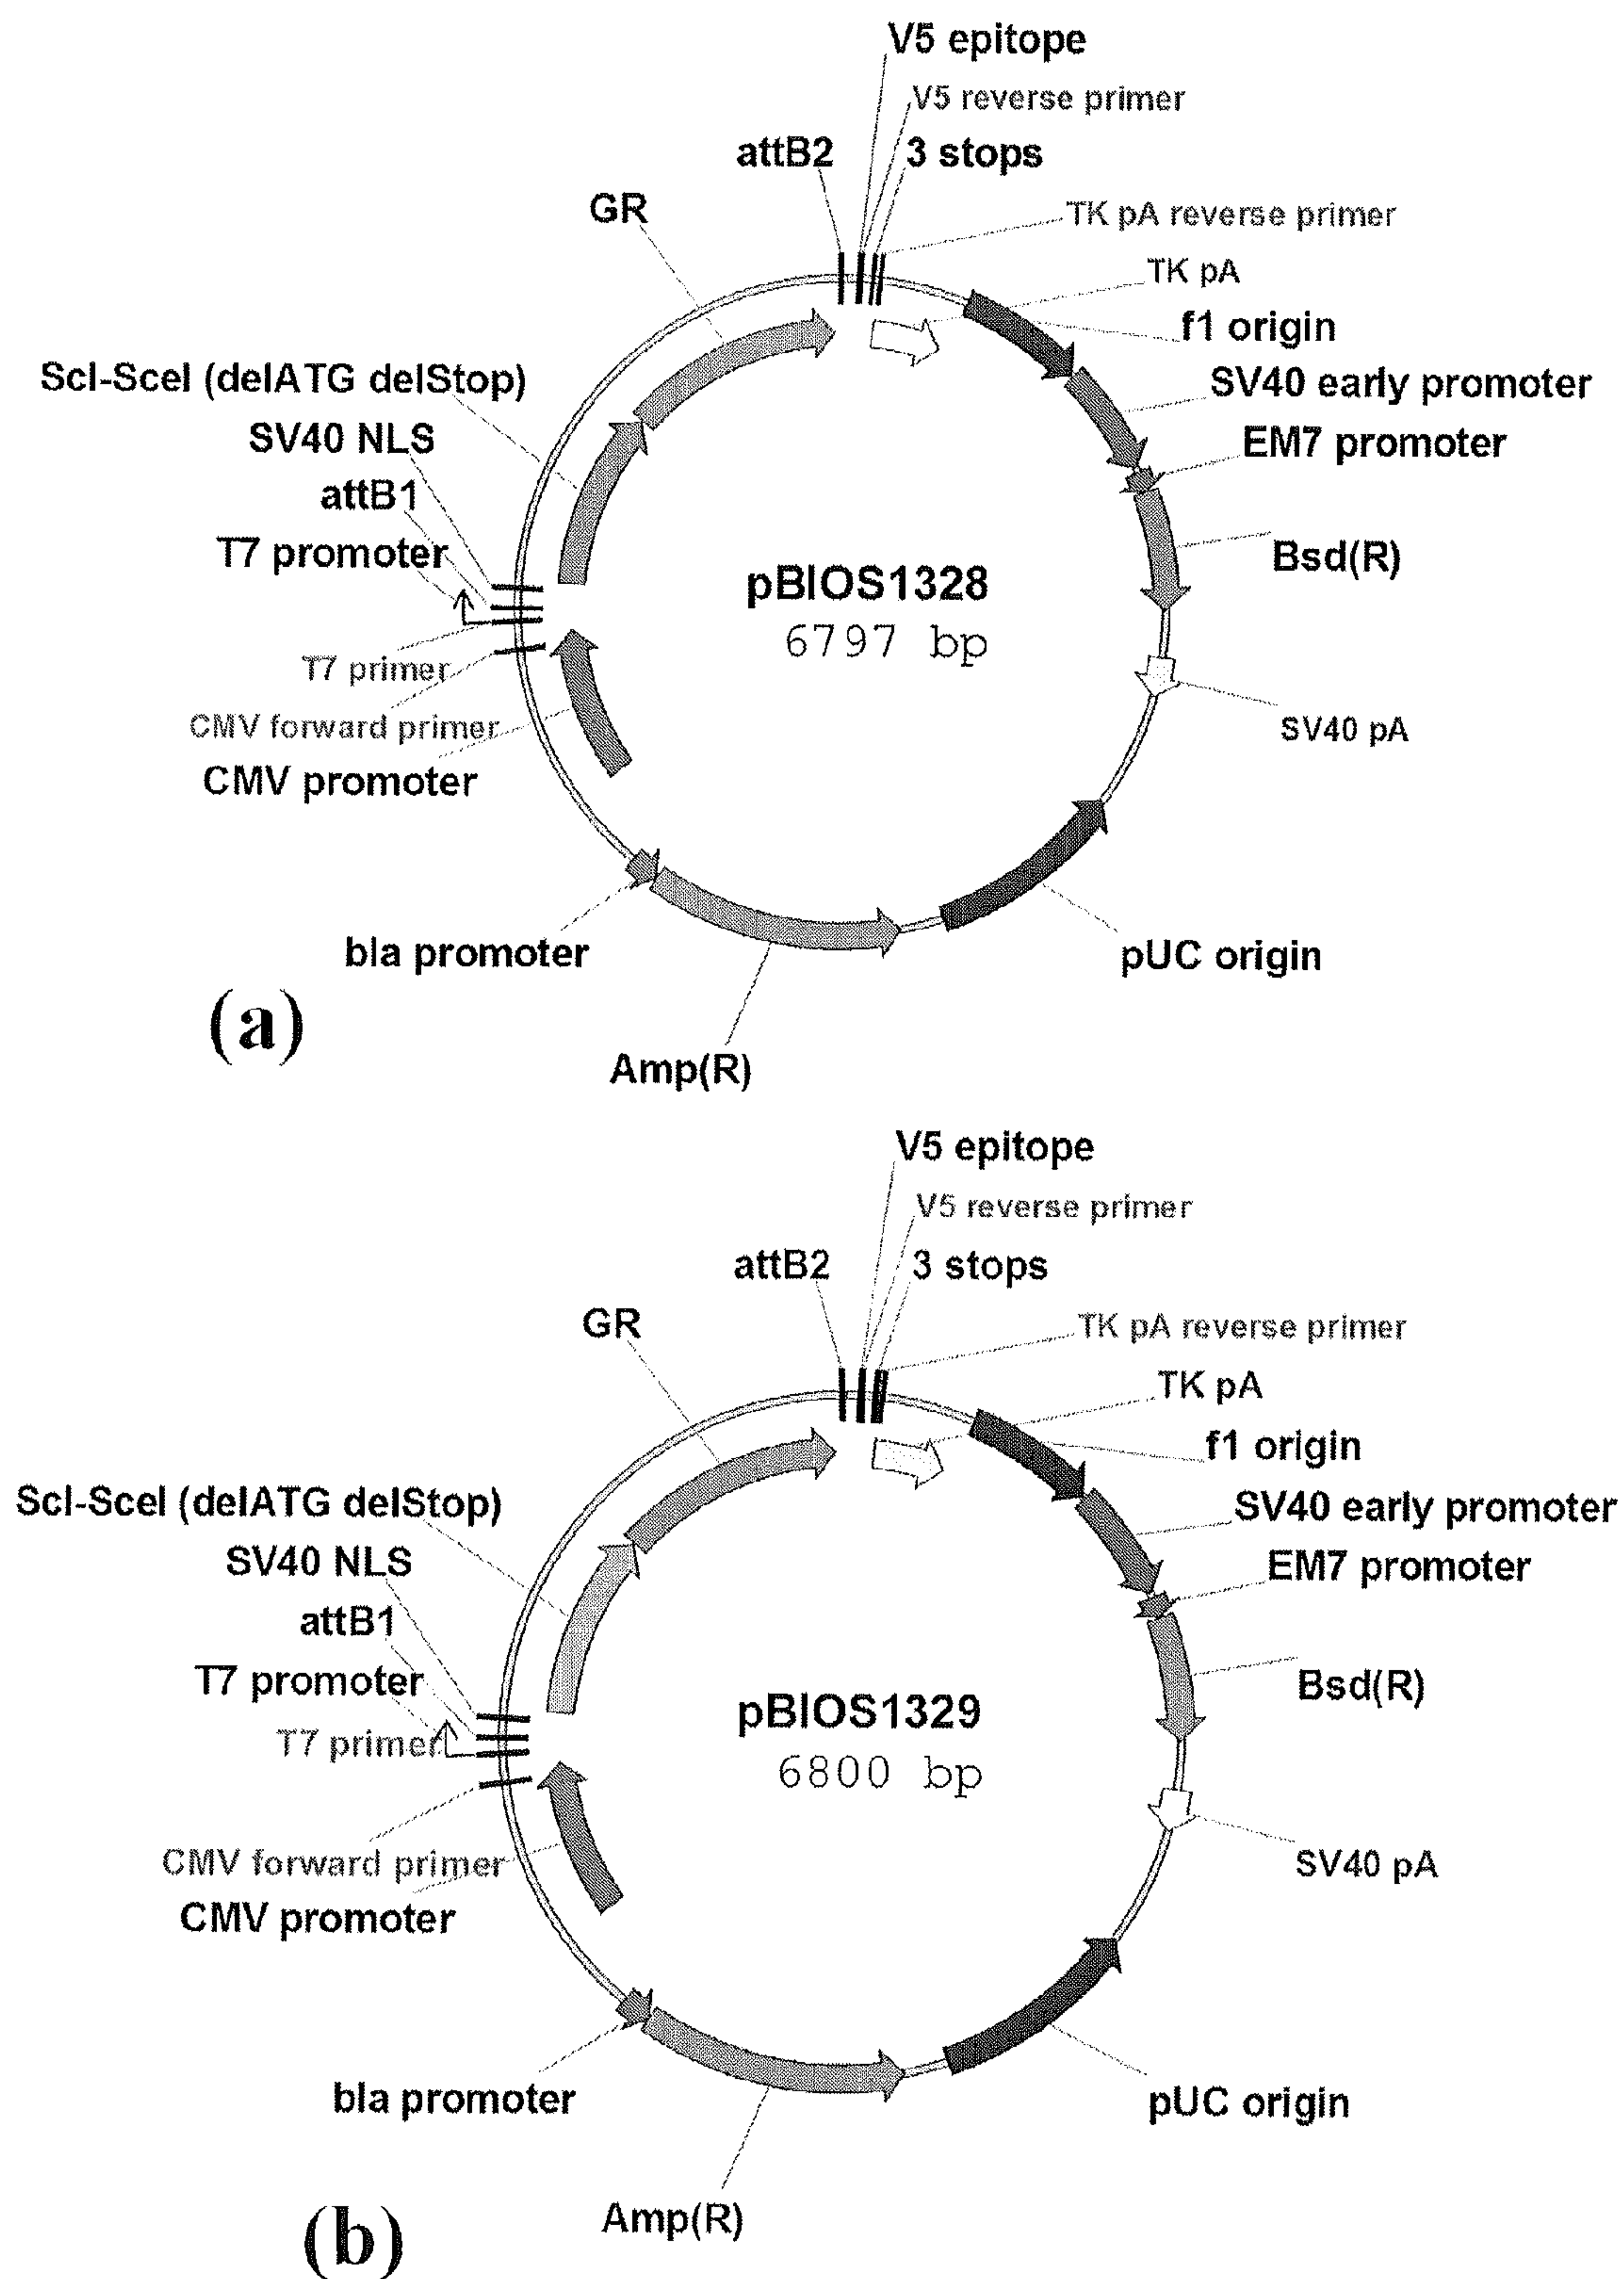 V5 epitope
V5 reverse primer
attB2
3 stops
GR
TK pA reverse primer
TK pA
f1 origin
ScI-SceI (delATG delStop)
SV40 early promoter
SV40 NLS
EM7 promoter
attB1
T7 promoter
Bsd(R)
pBIOS1328
6797 bp
T7 primer
CMV forward primer
SV40 pA
CMV promoter
bla promoter
pUC origin
(a)
Amp(R)
V5 epitope
V5 reverse primer
attB2
3 stops
GR
TK pA reverse primer
TK pA
f1 origin
ScI-SceI (delATG delStop)
SV40 early promoter
SV40 NLS
EM7 promoter
attB1
T7 promoter
Bsd(R)
pBIOS1329
T7 primer
6800 bp
CMV forward primer
SV40 pA
CMV promoter
bla promoter
pUC origin
Amp(R)
(b)